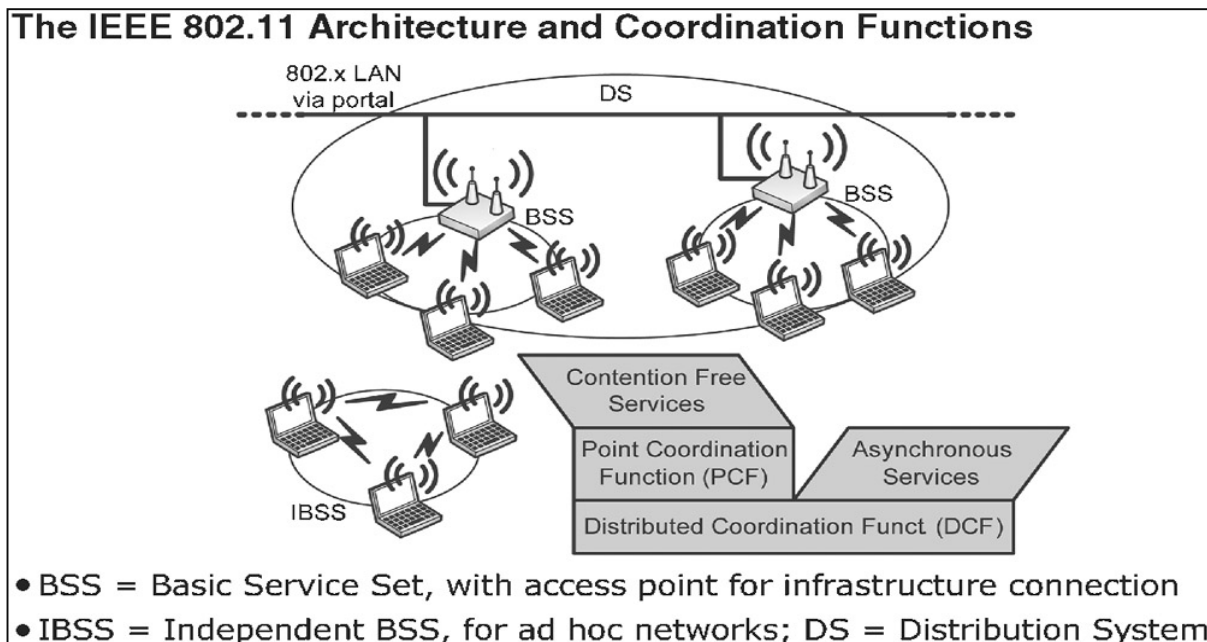 The IEEE 802.11 Architecture and Coordination Functions
802.x LAN
via portal
DS
BSS
BSS
IBSS
Contention Free
Services
Point Coordination
Function (PCF)
Asynchronous
Services
Distributed Coordination Funct (DCF)
• BSS = Basic Service Set, with access point for infrastructure connection
• IBSS = Independent BSS, for ad hoc networks; DS = Distribution System